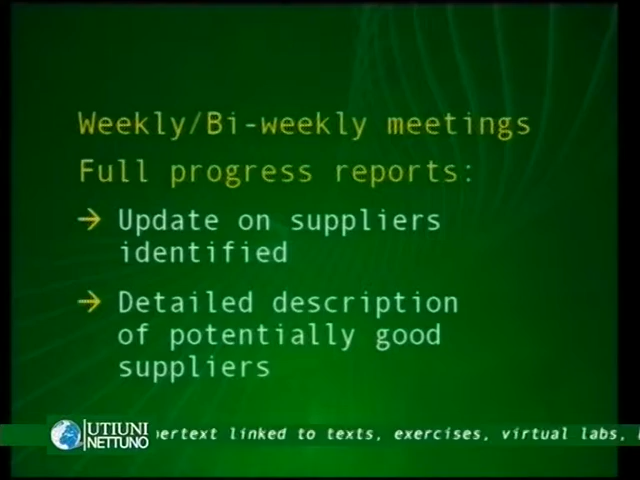 Weekly/Bi-weekly meetings
Full progress reports:
→ Update on suppliers
identified
→ Detailed description
of potentially good
suppliers
UTIUNI
NETTUNO
linked to texts, exercises, virtual labs,